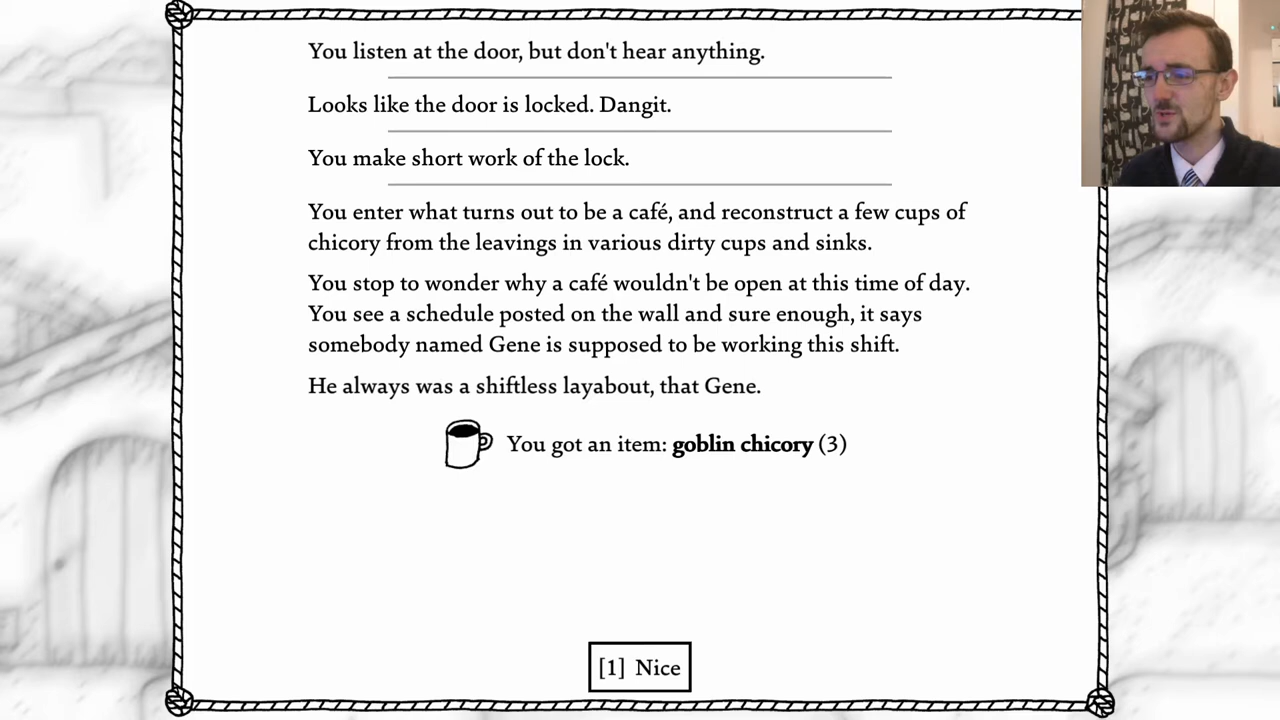 You listen at the door, but don't hear anything.
Looks like the door is locked. Dangit.
You make short work of the lock.
You enter what turns out to be a café, and reconstruct a few cups of
chicory from the leavings in various dirty cups and sinks.
You stop to wonder why a café wouldn't be open at this time of day.
You see a schedule posted on the wall and sure enough, it says
somebody named Gene is supposed to be working this shift.
He always was a shiftless layabout, that Gene.
You got an item: goblin chicory (3)
[1] Nice